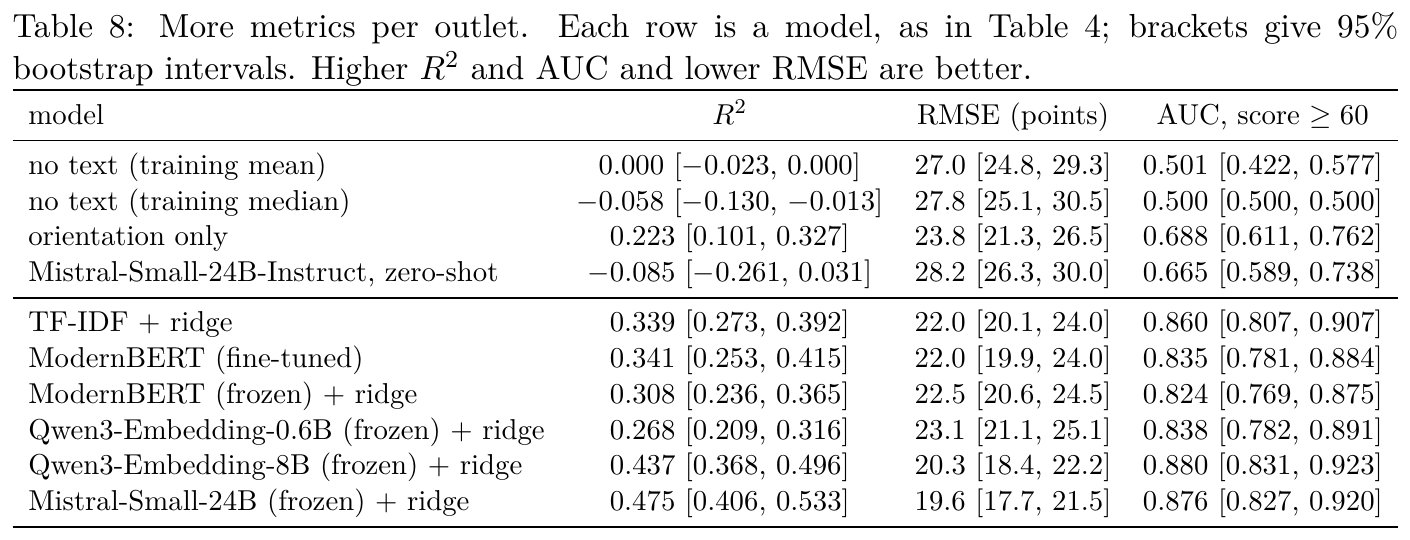 Table 8: More metrics per outlet. Each row is a model, as in Table 4; brackets give 95%
bootstrap intervals. Higher R² and AUC and lower RMSE are better.
model R² RMSE (points) AUC, score ≥ 60
no text (training mean) 0.000 [−0.023, 0.000] 27.0 [24.8, 29.3] 0.501 [0.422, 0.577]
no text (training median) −0.058 [−0.130, −0.013] 27.8 [25.1, 30.5] 0.500 [0.500, 0.500]
orientation only 0.223 [0.101, 0.327] 23.8 [21.3, 26.5] 0.688 [0.611, 0.762]
Mistral-Small-24B-Instruct, zero-shot −0.085 [−0.261, 0.031] 28.2 [26.3, 30.0] 0.665 [0.589, 0.738]
TF-IDF + ridge 0.339 [0.273, 0.392] 22.0 [20.1, 24.0] 0.860 [0.807, 0.907]
ModernBERT (fine-tuned) 0.341 [0.253, 0.415] 22.0 [19.9, 24.0] 0.835 [0.781, 0.884]
ModernBERT (frozen) + ridge 0.308 [0.236, 0.365] 22.5 [20.6, 24.5] 0.824 [0.769, 0.875]
Qwen3-Embedding-0.6B (frozen) + ridge 0.268 [0.209, 0.316] 23.1 [21.1, 25.1] 0.838 [0.782, 0.891]
Qwen3-Embedding-8B (frozen) + ridge 0.437 [0.368, 0.496] 20.3 [18.4, 22.2] 0.880 [0.831, 0.923]
Mistral-Small-24B (frozen) + ridge 0.475 [0.406, 0.533] 19.6 [17.7, 21.5] 0.876 [0.827, 0.920]